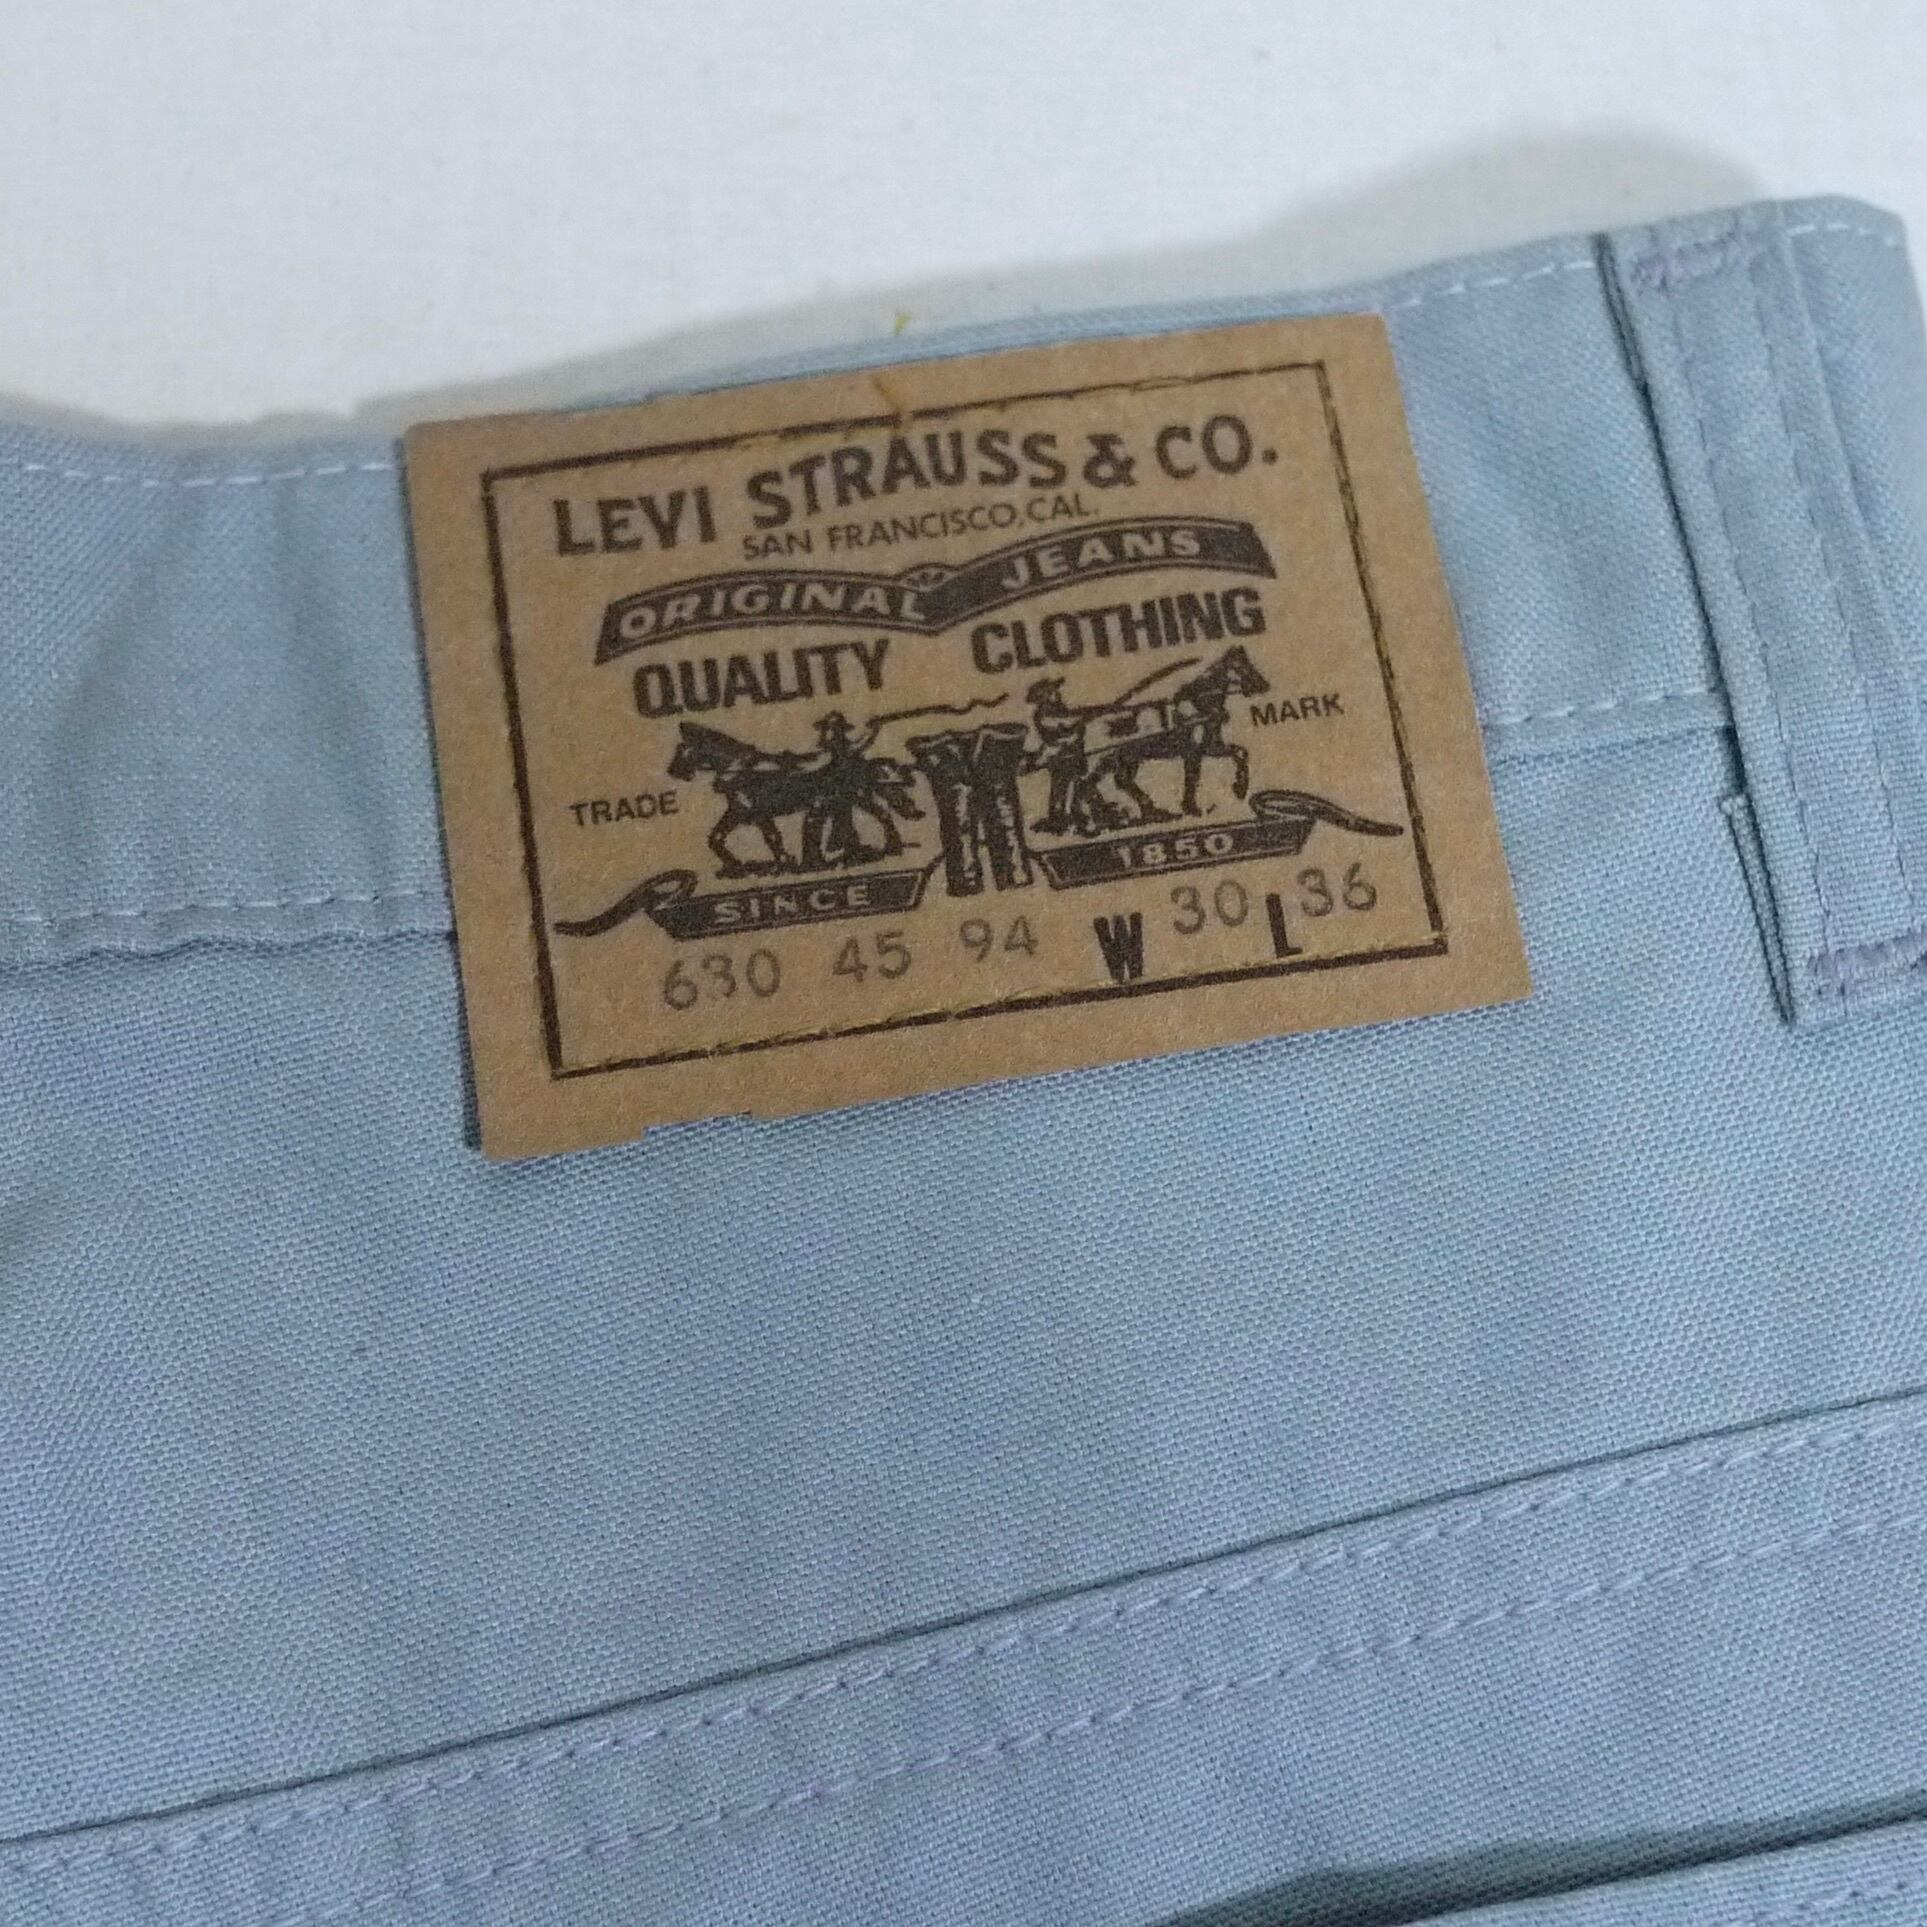 LEVI STRAUSS & CO.
SAN FRANCISCO, CAL.
ORIGINAL JEANS
QUALITY CLOTHING
TRADE MARK
SINCE 1850
630 45 94 W 30 L 36